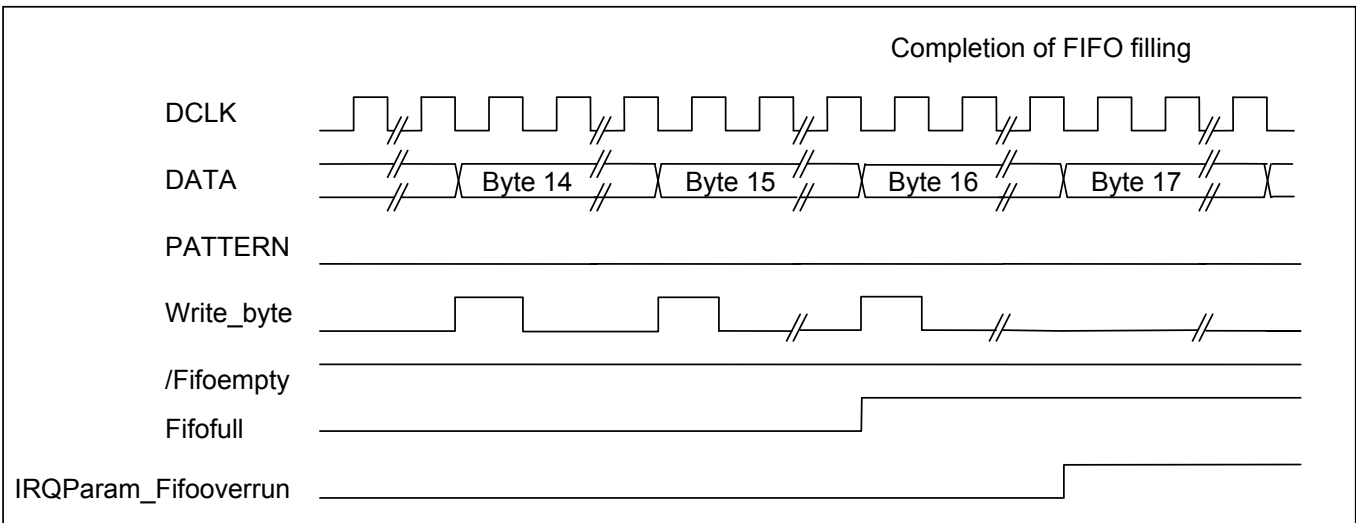 Completion of FIFO filling
DCLK
DATA Byte 14 Byte 15 Byte 16 Byte 17
PATTERN
Write_byte
/Fifoempty
Fifofull
IRQParam_Fifooverrun